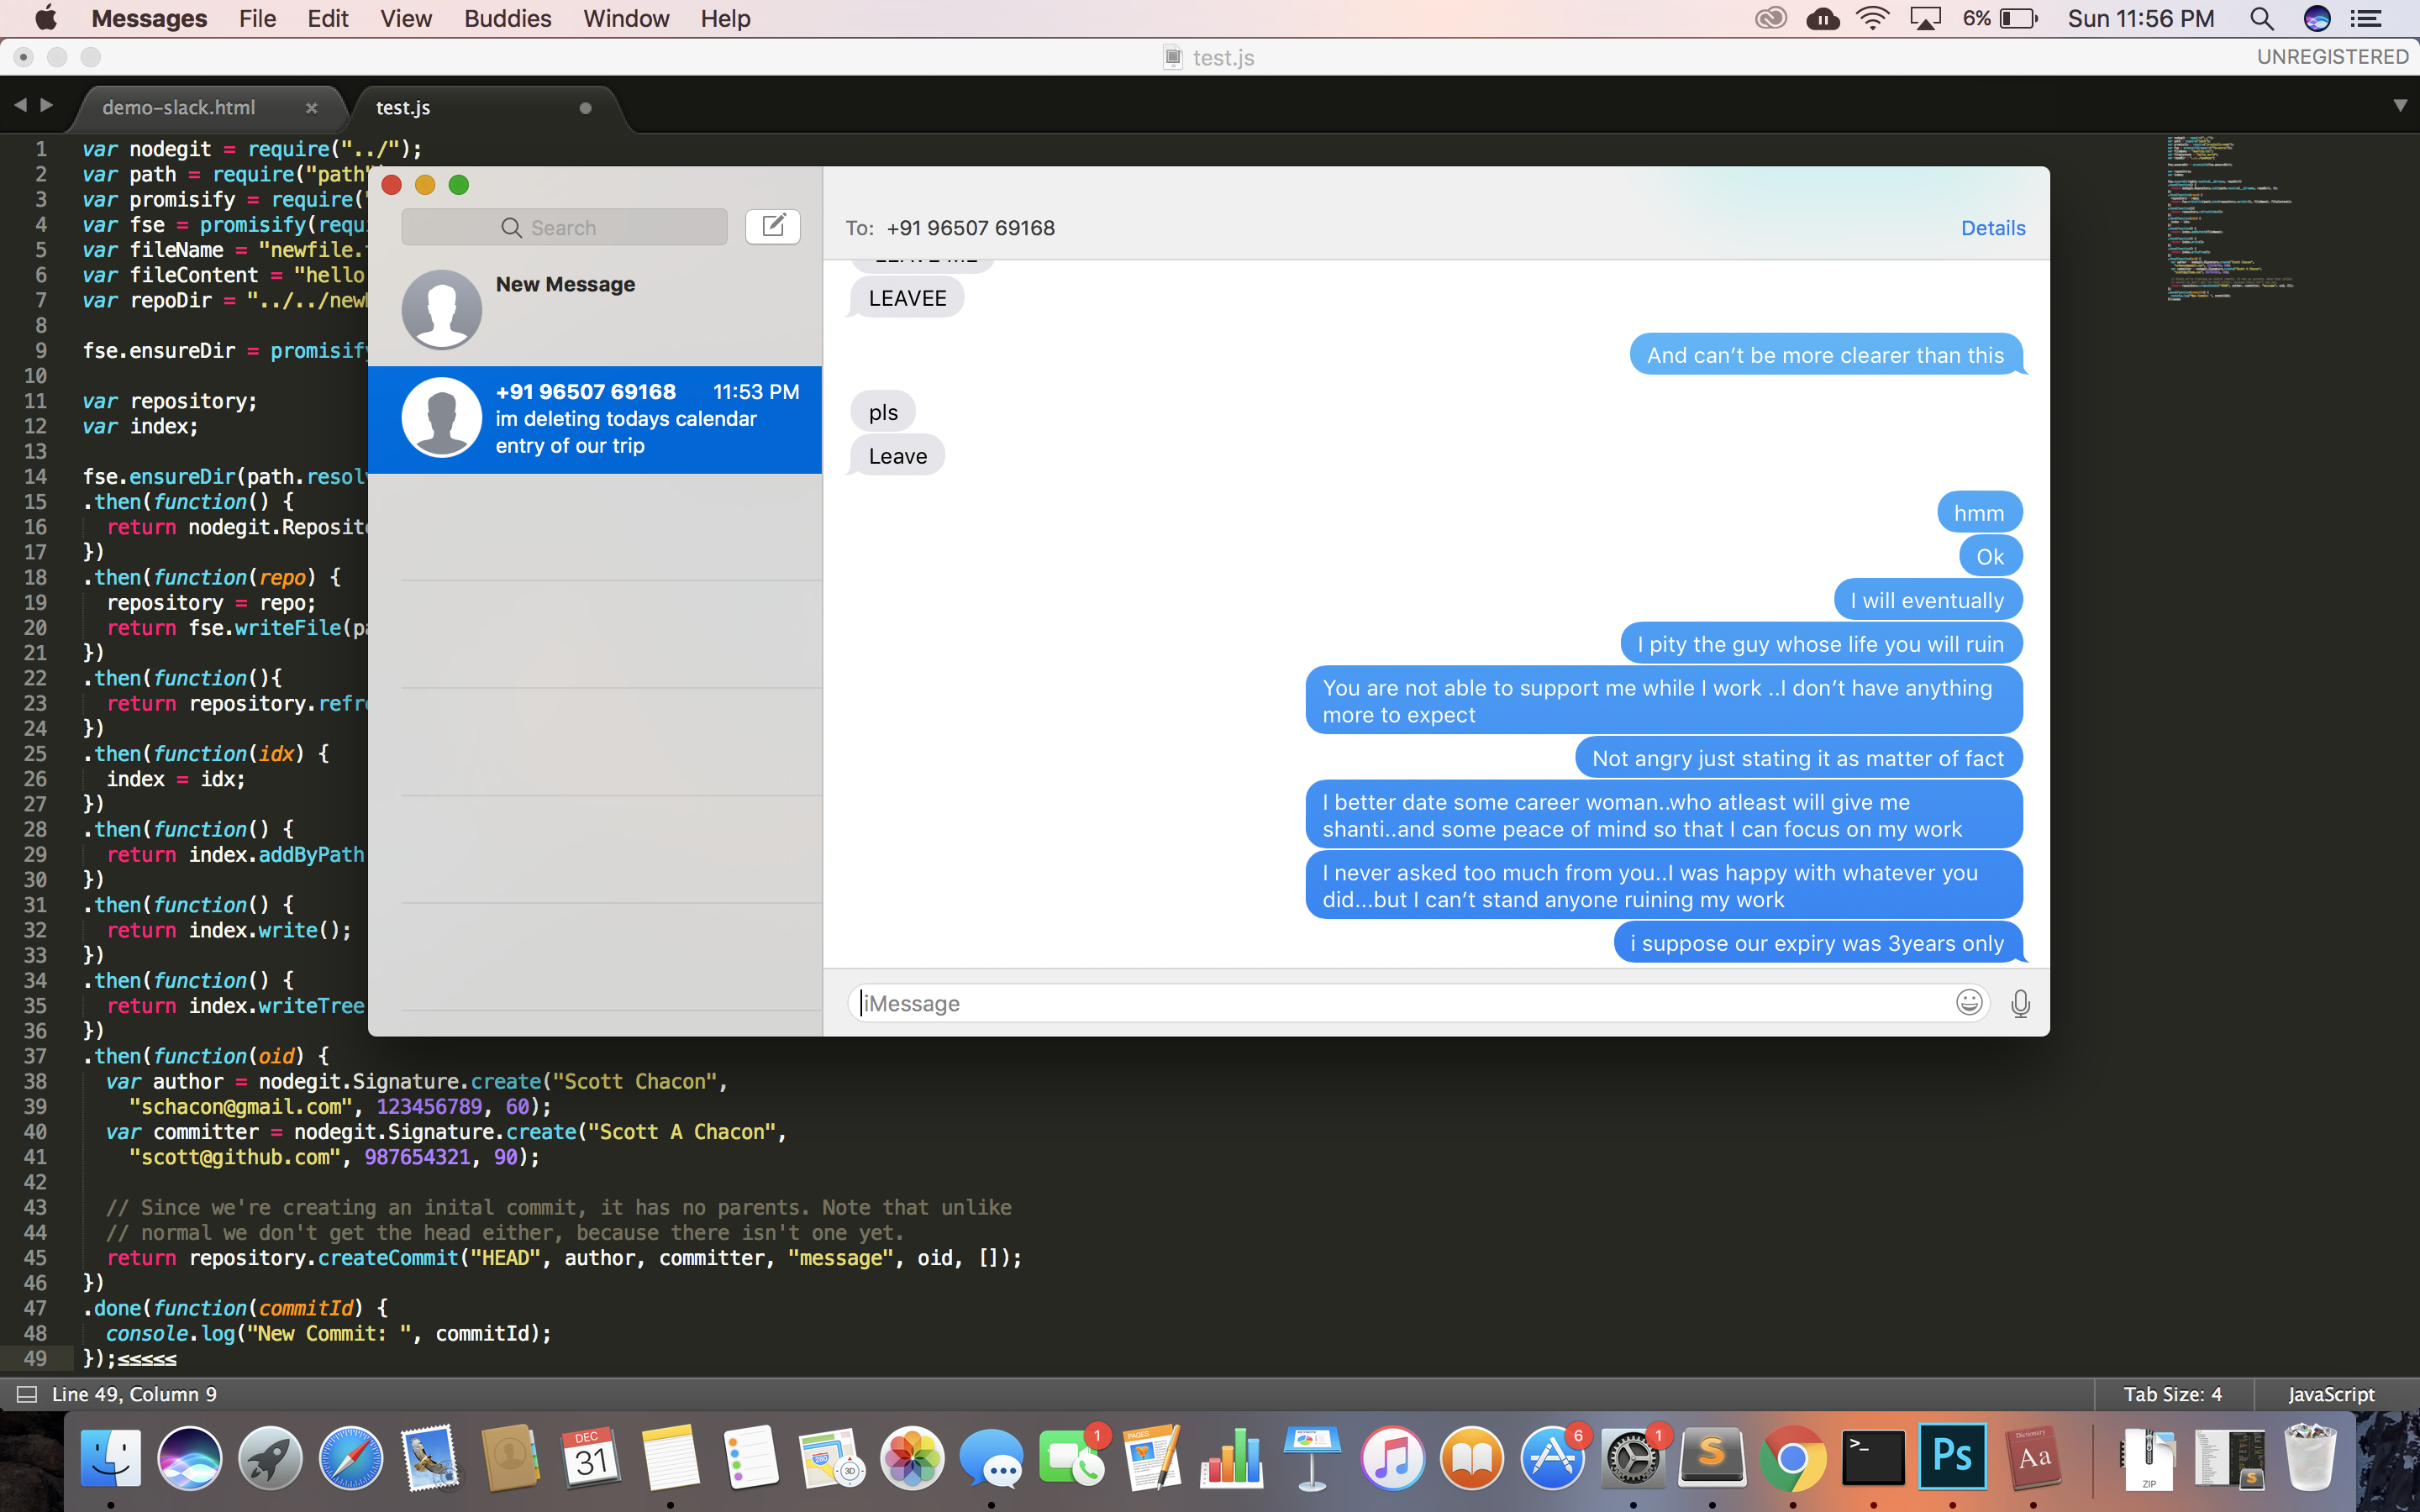 Messages File Edit View Buddies Window Help 6% Sun 11:56 PM
test.js UNREGISTERED
demo-slack.html test.js
1 var nodegit = require("../");
2 var path = require("path"
3 var promisify = require("
4 var fse = promisify(requ
5 var fileName = "newfile.
6 var fileContent = "hello
7 var repoDir = "../../new
8
9 fse.ensureDir = promisif
10
11 var repository;
12 var index;
13
14 fse.ensureDir(path.resol
15 .then(function() {
16 return nodegit.Reposit
17 })
18 .then(function(repo) {
19 repository = repo;
20 return fse.writeFile(pa
21 })
22 .then(function(){
23 return repository.refr
24 })
25 .then(function(idx) {
26 index = idx;
27 })
28 .then(function() {
29 return index.addByPath
30 })
31 .then(function() {
32 return index.write();
33 })
34 .then(function() {
35 return index.writeTree
36 })
37 .then(function(oid) {
38 var author = nodegit.Signature.create("Scott Chacon",
39 "schacon@gmail.com", 123456789, 60);
40 var committer = nodegit.Signature.create("Scott A Chacon",
41 "scott@github.com", 987654321, 90);
42
43 // Since we're creating an inital commit, it has no parents. Note that unlike
44 // normal we don't get the head either, because there isn't one yet.
45 return repository.createCommit("HEAD", author, committer, "message", oid, []);
46 })
47 .done(function(commitId) {
48 console.log("New Commit: ", commitId);
49 });≤≤≤≤≤
Search
New Message
+91 96507 69168 11:53 PM
im deleting todays calendar
entry of our trip
To: +91 96507 69168 Details
LEAVE ME
LEAVEE
And can't be more clearer than this
pls
Leave
hmm
Ok
I will eventually
I pity the guy whose life you will ruin
You are not able to support me while I work ..I don't have anything
more to expect
Not angry just stating it as matter of fact
I better date some career woman..who atleast will give me
shanti..and some peace of mind so that I can focus on my work
I never asked too much from you..I was happy with whatever you
did...but I can't stand anyone ruining my work
i suppose our expiry was 3years only
iMessage
Line 49, Column 9 Tab Size: 4 JavaScript
DEC
31
280
3D
1
PAGES
6
1
S
>_
Ps
Dictionary
Aa
ZIP
S